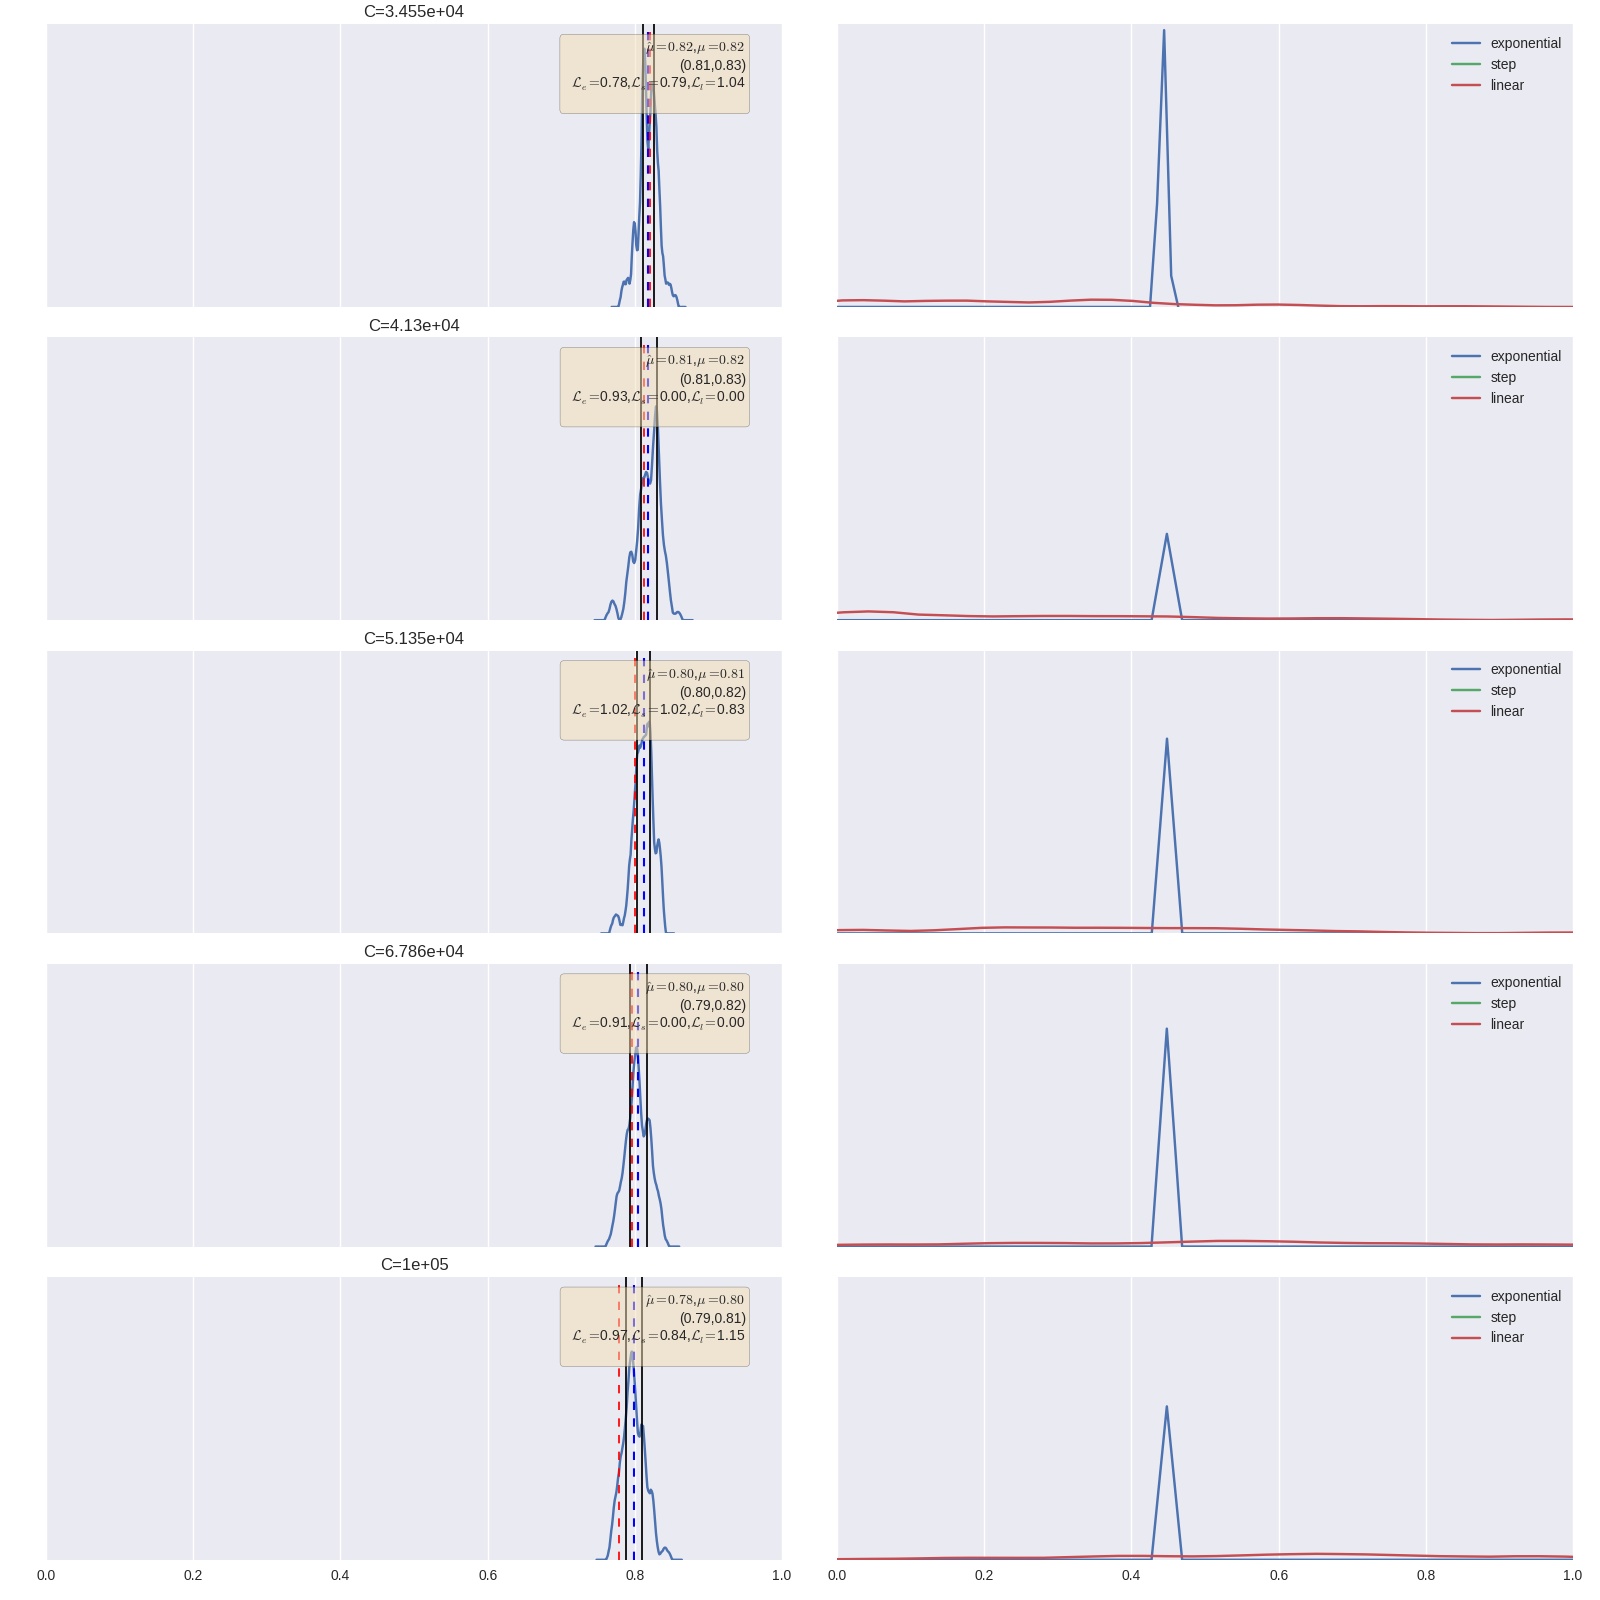 C=3.455e+04
μ̂=0.82,μ=0.82
(0.81,0.83)
ℒₑ=0.78,ℒₛ=0.79,ℒₗ=1.04
exponential
step
linear
C=4.13e+04
μ̂=0.81,μ=0.82
(0.81,0.83)
ℒₑ=0.93,ℒₛ=0.00,ℒₗ=0.00
exponential
step
linear
C=5.135e+04
μ̂=0.80,μ=0.81
(0.80,0.82)
ℒₑ=1.02,ℒₛ=1.02,ℒₗ=0.83
exponential
step
linear
C=6.786e+04
μ̂=0.80,μ=0.80
(0.79,0.82)
ℒₑ=0.91,ℒₛ=0.00,ℒₗ=0.00
exponential
step
linear
C=1e+05
μ̂=0.78,μ=0.80
(0.79,0.81)
ℒₑ=0.97,ℒₛ=0.84,ℒₗ=1.15
exponential
step
linear
0.0 0.2 0.4 0.6 0.8 1.0
0.0 0.2 0.4 0.6 0.8 1.0